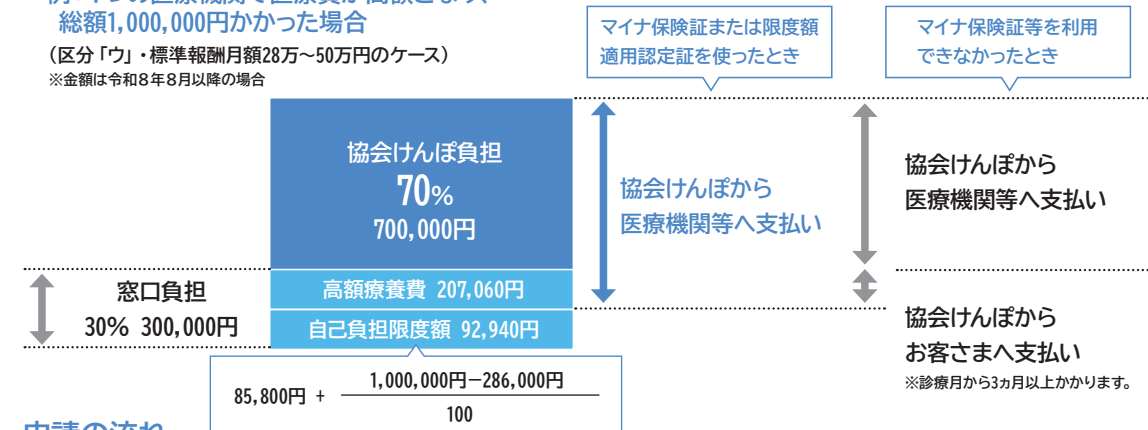 総額1,000,000円かかった場合
(区分「ウ」・標準報酬月額28万～50万円のケース)
※金額は令和8年8月以降の場合
マイナ保険証または限度額
適用認定証を使ったとき
マイナ保険証等を利用
できなかったとき
協会けんぽ負担
70%
700,000円
協会けんぽから
医療機関等へ支払い
協会けんぽから
医療機関等へ支払い
窓口負担
30% 300,000円
高額療養費 207,060円
自己負担限度額 92,940円
協会けんぽから
お客さまへ支払い
※診療月から3ヵ月以上かかります。
85,800円 +
1,000,000円－286,000円
100